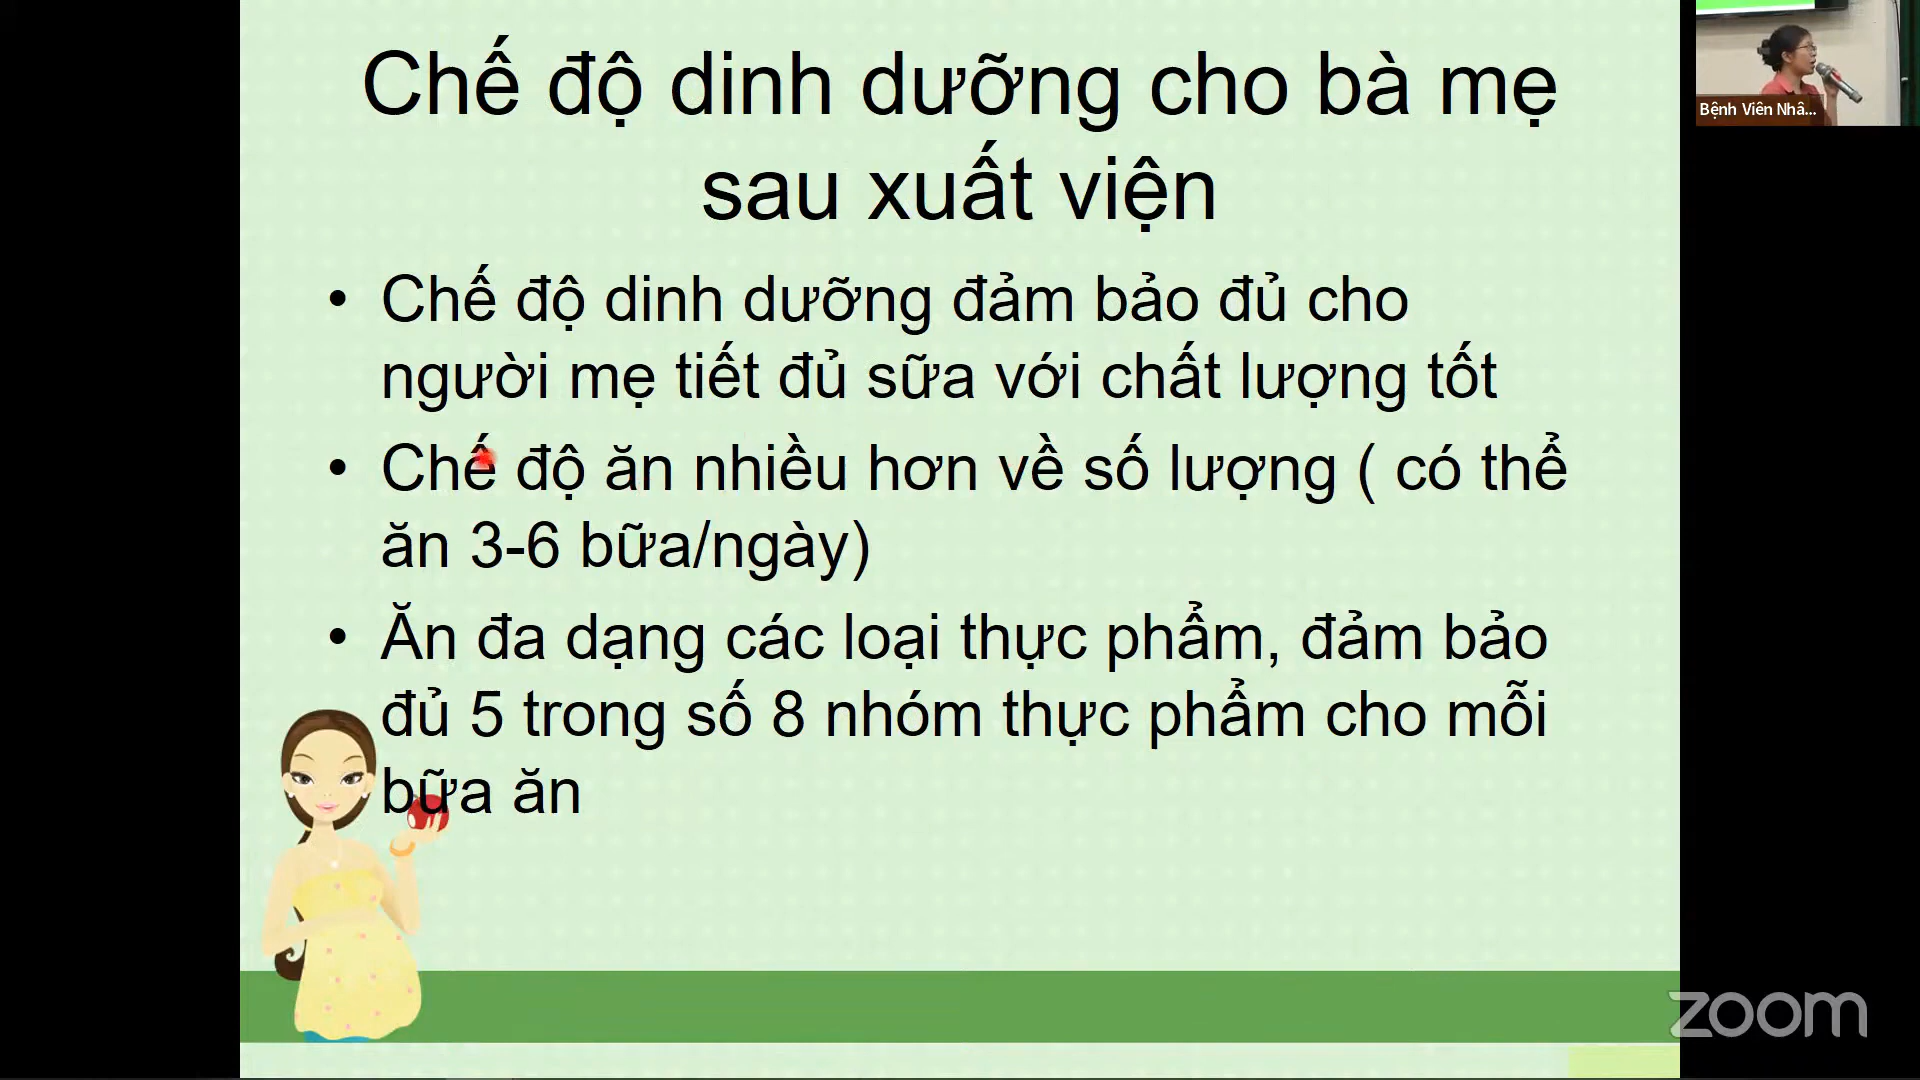 Chế độ dinh dưỡng cho bà mẹ
sau xuất viện
• Chế độ dinh dưỡng đảm bảo đủ cho
người mẹ tiết đủ sữa với chất lượng tốt
• Chế độ ăn nhiều hơn về số lượng ( có thể
ăn 3-6 bữa/ngày)
• Ăn đa dạng các loại thực phẩm, đảm bảo
đủ 5 trong số 8 nhóm thực phẩm cho mỗi
bữa ăn
Bệnh Viên Nhâ...
zoom